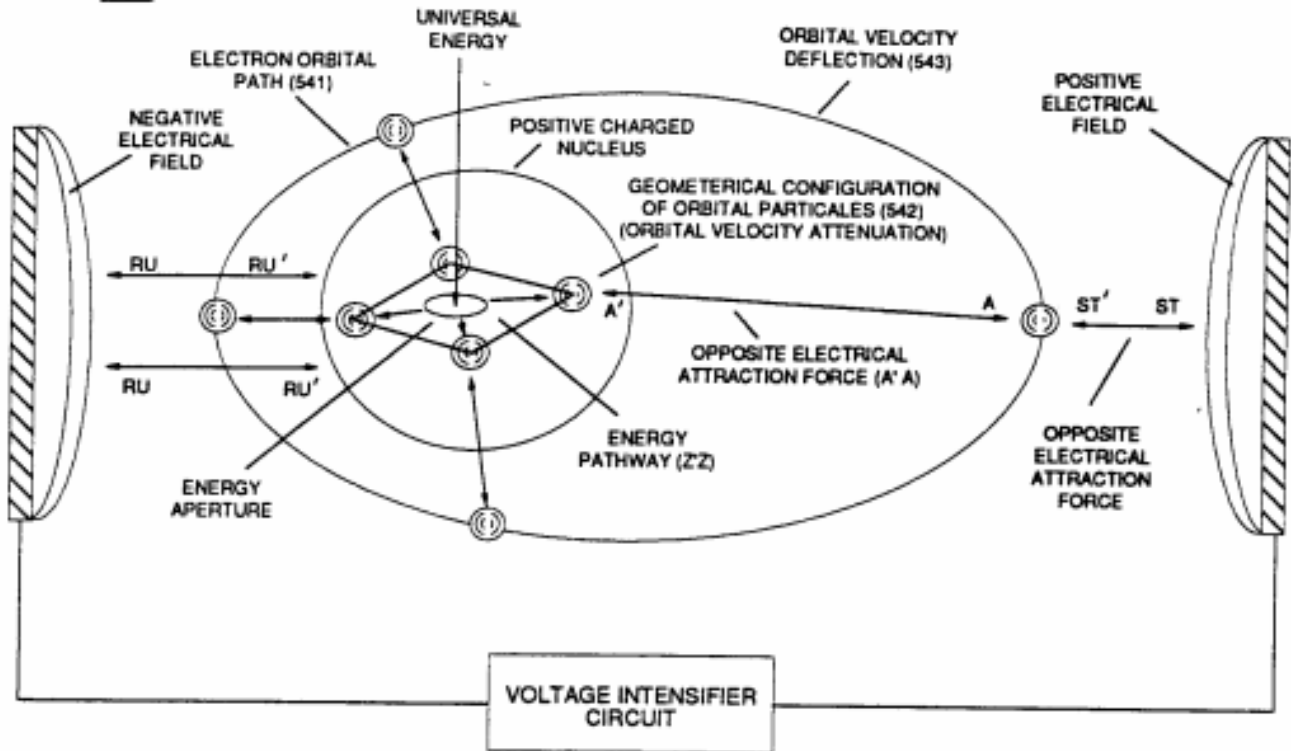 UNIVERSAL
ENERGY
ELECTRON ORBITAL
PATH (541)
ORBITAL VELOCITY
DEFLECTION (543)
NEGATIVE
ELECTRICAL
FIELD
POSITIVE
ELECTRICAL
FIELD
POSITIVE CHARGED
NUCLEUS
GEOMETERICAL CONFIGURATION
OF ORBITAL PARTICALES (542)
(ORBITAL VELOCITY ATTENUATION)
RU RU'
A'
A
ST' ST
RU RU'
OPPOSITE ELECTRICAL
ATTRACTION FORCE (A' A)
ENERGY
PATHWAY (Z'Z)
ENERGY
APERTURE
OPPOSITE
ELECTRICAL
ATTRACTION
FORCE
VOLTAGE INTENSIFIER
CIRCUIT